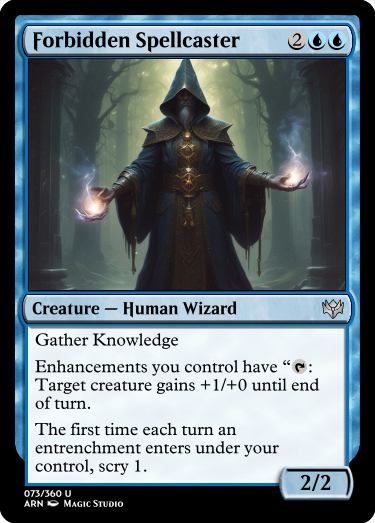 Forbidden Spellcaster 2
Creature — Human Wizard
Gather Knowledge
Enhancements you control have “:
Target creature gains +1/+0 until end
of turn.
The first time each turn an
entrenchment enters under your
control, scry 1.
2/2
073/360 U
ARN Magic Studio